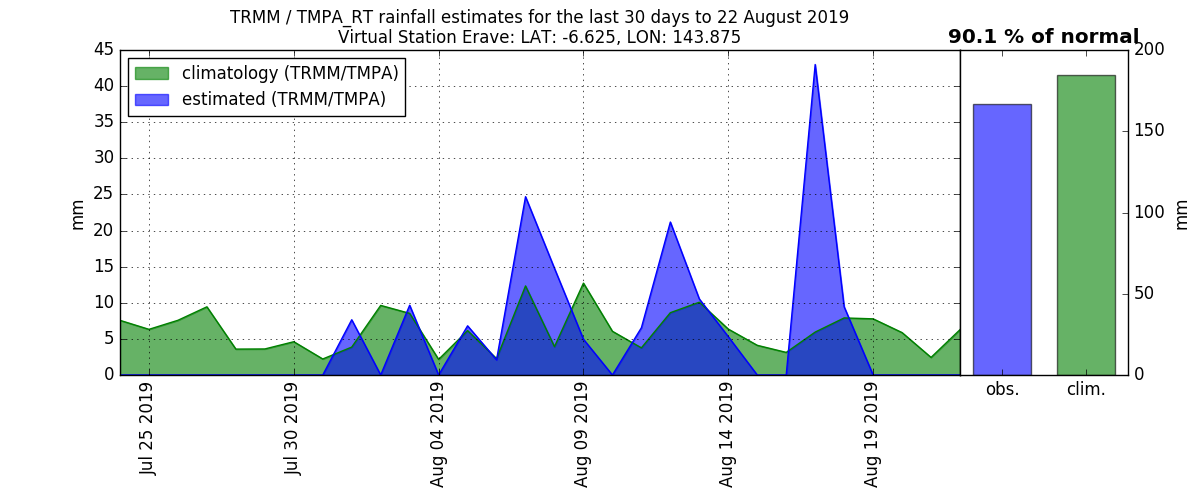 TRMM / TMPA_RT rainfall estimates for the last 30 days to 22 August 2019
Virtual Station Erave: LAT: -6.625, LON: 143.875
90.1 % of normal
climatology (TRMM/TMPA)
estimated (TRMM/TMPA)
45
40
35
30
25
20
15
10
5
0
mm
Jul 25 2019
Jul 30 2019
Aug 04 2019
Aug 09 2019
Aug 14 2019
Aug 19 2019
200
150
100
50
0
mm
obs.
clim.